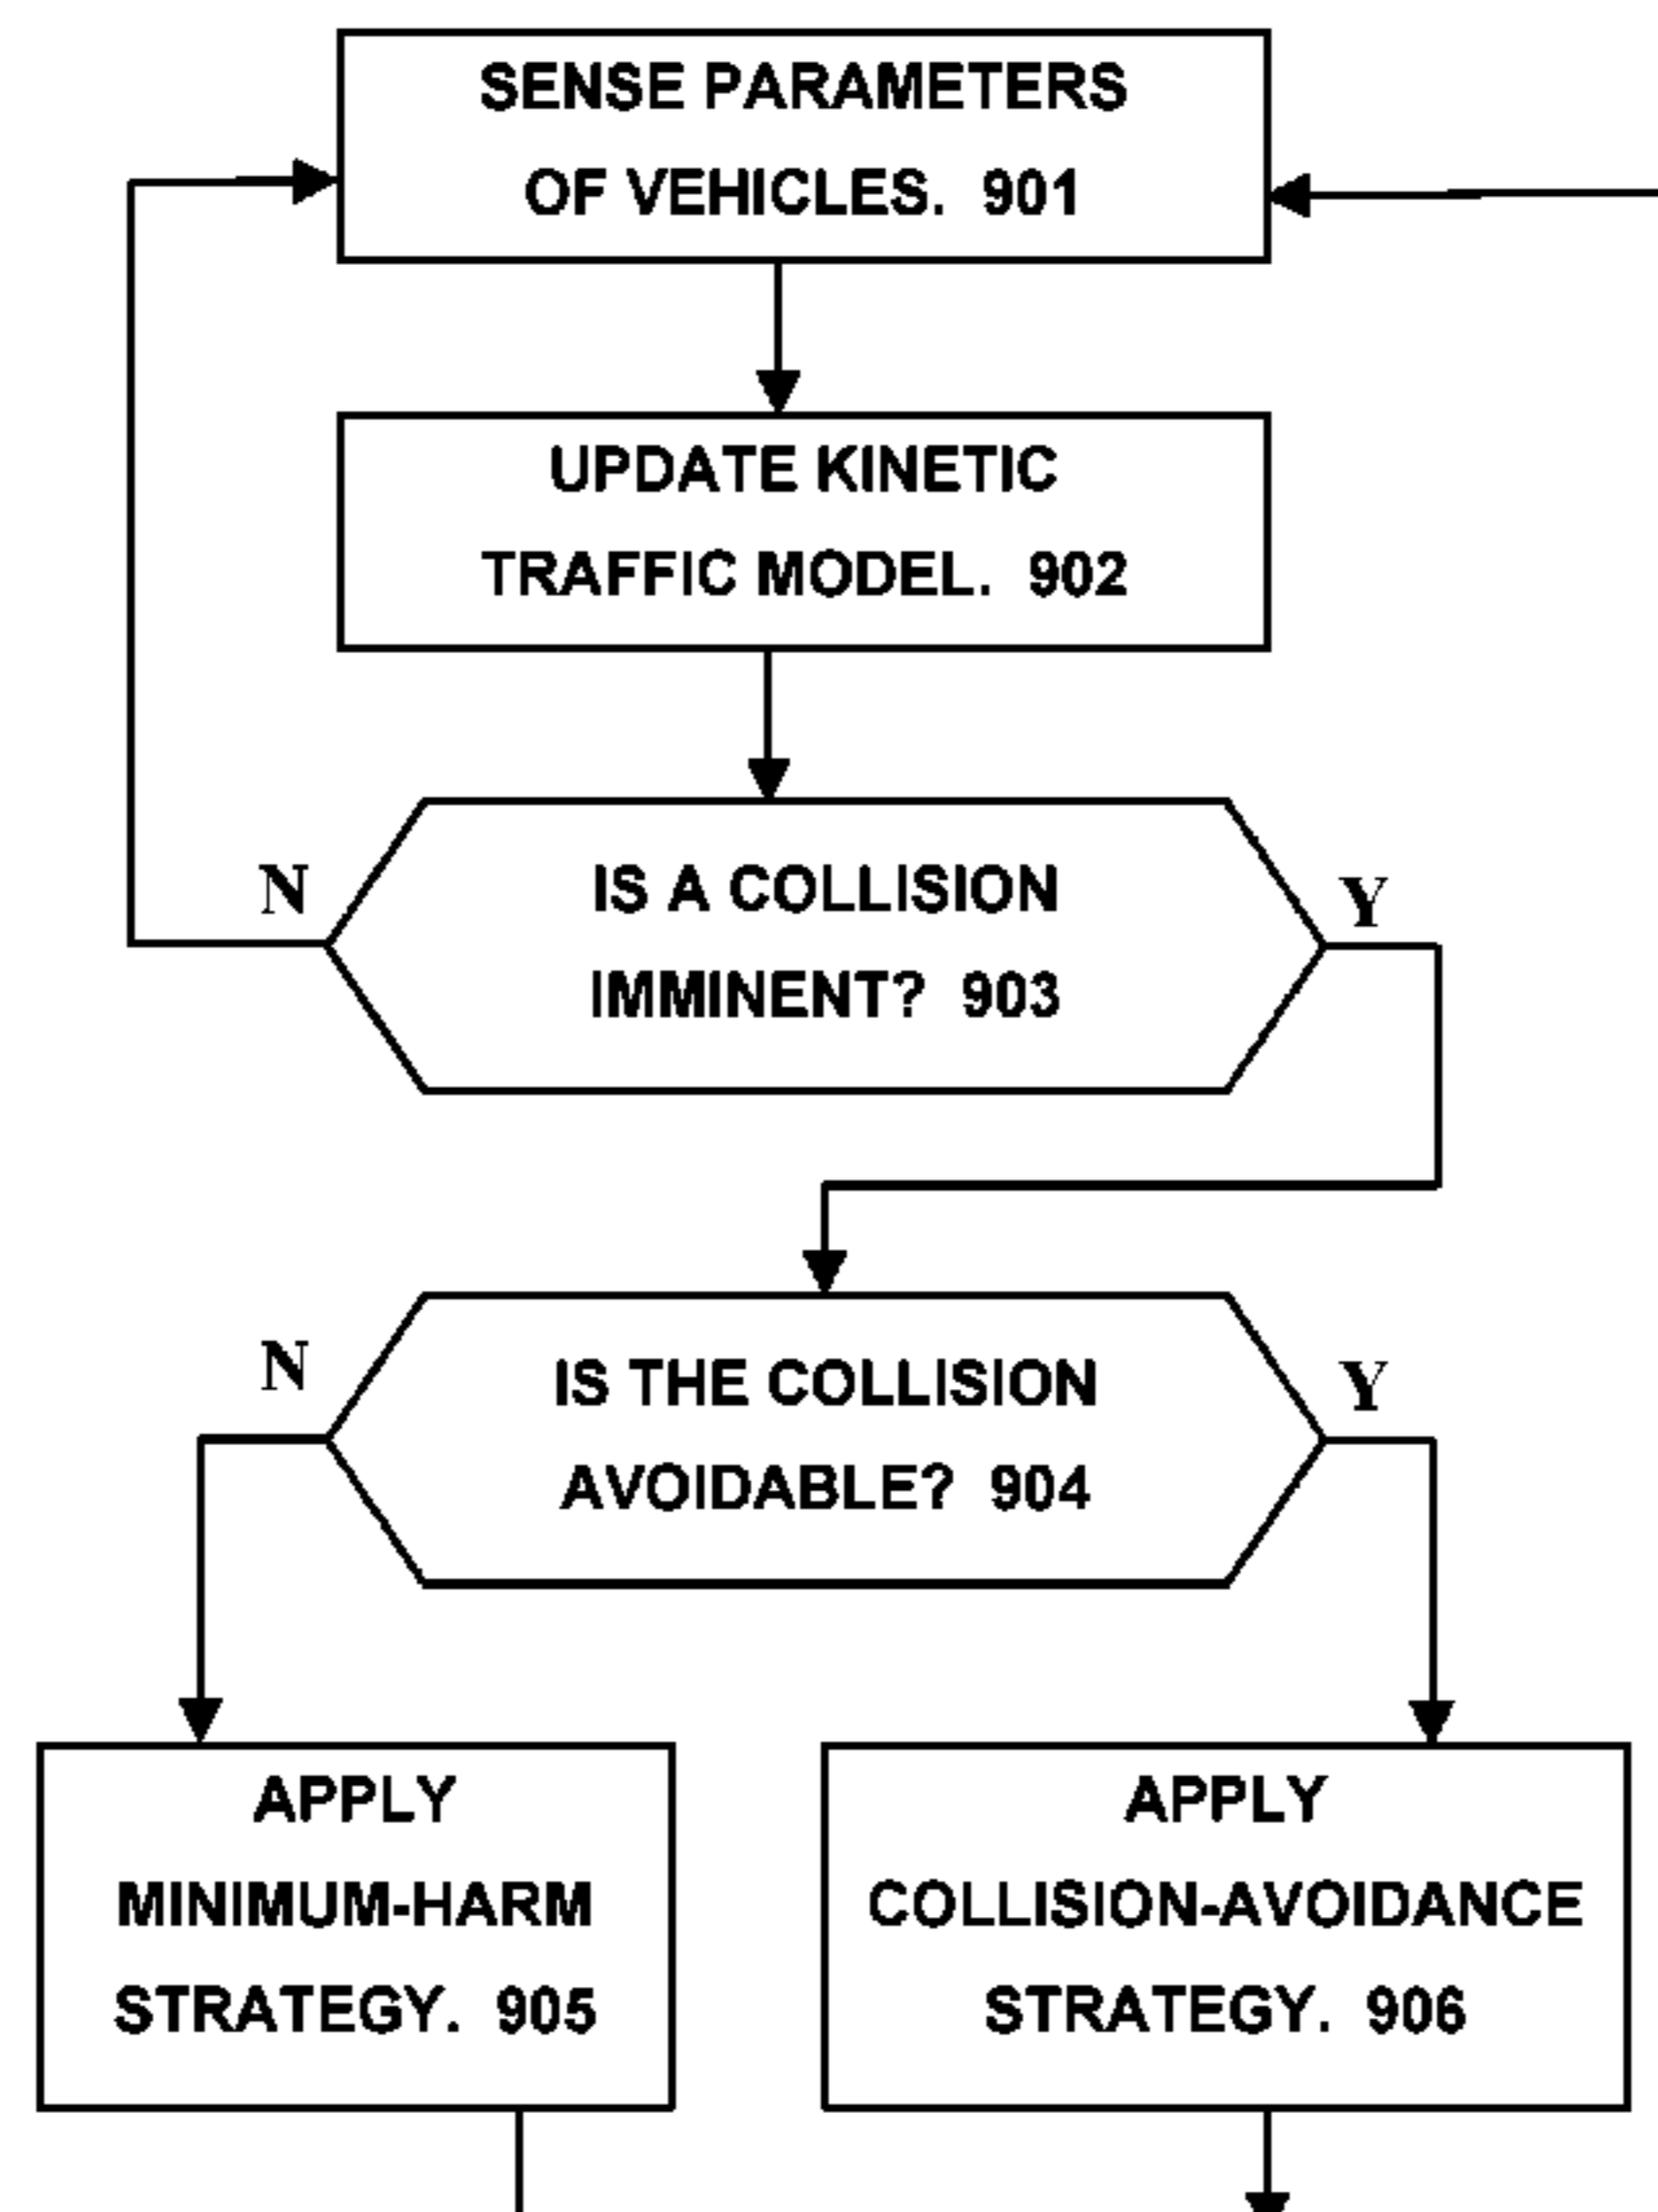 SENSE PARAMETERS
OF VEHICLES. 901
UPDATE KINETIC
TRAFFIC MODEL. 902
N
IS A COLLISION
IMMINENT? 903
Y
N
IS THE COLLISION
AVOIDABLE? 904
Y
APPLY
MINIMUM-HARM
STRATEGY. 905
APPLY
COLLISION-AVOIDANCE
STRATEGY. 906